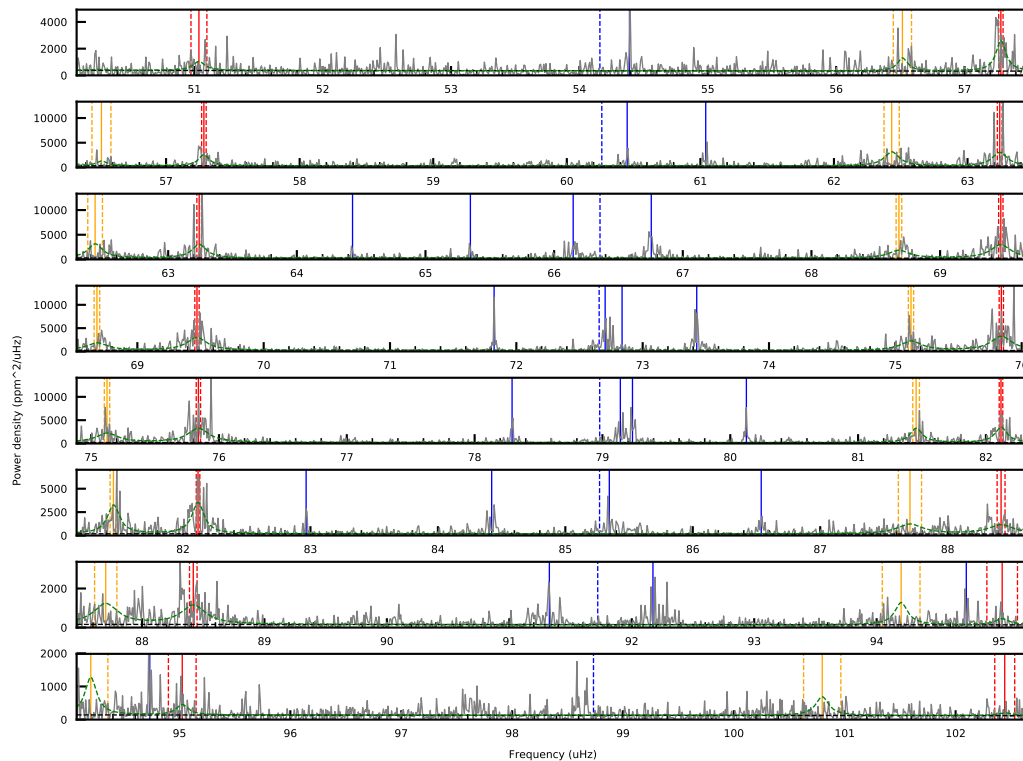 4000
2000
0
51 52 53 54 55 56 57
10000
5000
0
57 58 59 60 61 62 63
10000
5000
0
63 64 65 66 67 68 69
10000
5000
0
69 70 71 72 73 74 75 76
Power density (ppm^2/uHz)
10000
5000
0
75 76 77 78 79 80 81 82
5000
2500
0
82 83 84 85 86 87 88
2000
0
88 89 90 91 92 93 94 95
2000
1000
0
95 96 97 98 99 100 101 102
Frequency (uHz)